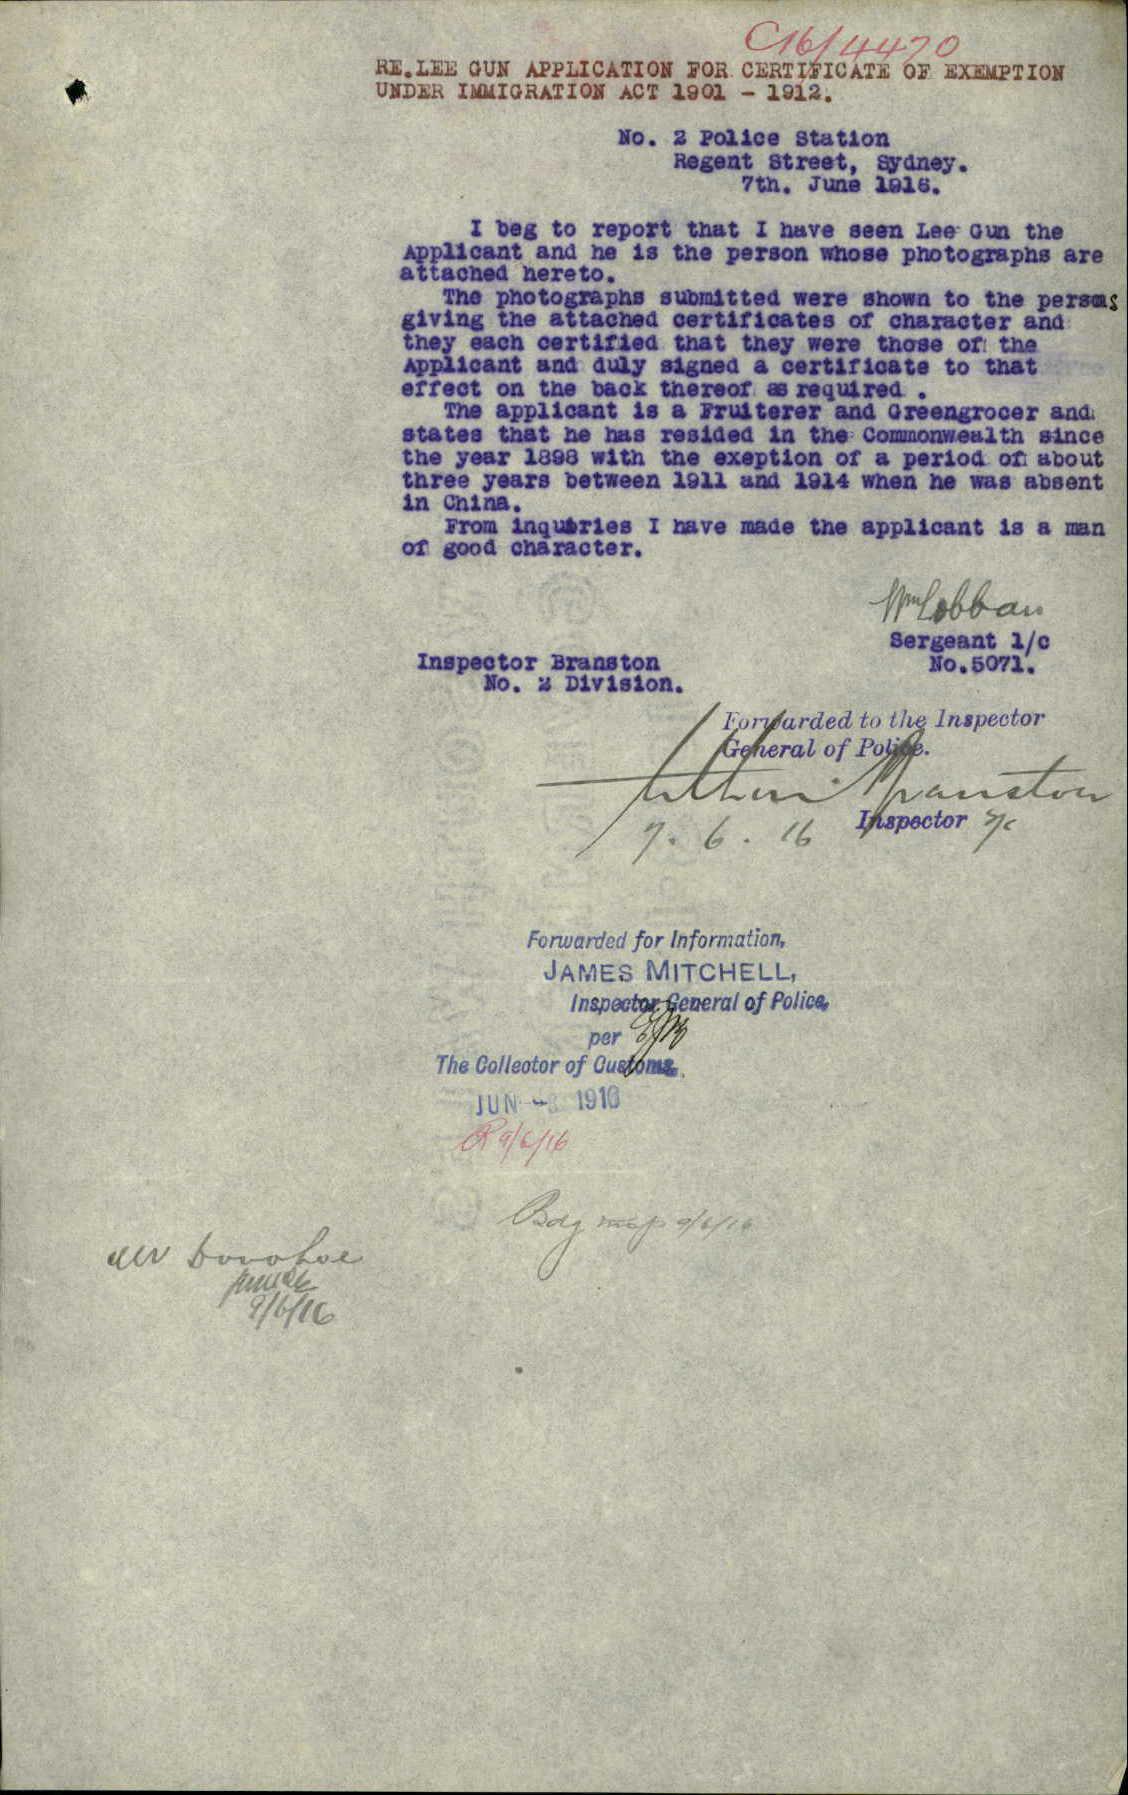 C16/4470
RE.LEE GUN APPLICATION FOR CERTIFICATE OF EXEMPTION
UNDER IMMIGRATION ACT 1901 - 1912.
No. 2 Police Station
Regent Street, Sydney.
7th. June 1916.
I beg to report that I have seen Lee Gun the
Applicant and he is the person whose photographs are
attached hereto.
The photographs submitted were shown to the persons
giving the attached certificates of character and
they each certified that they were those of the
Applicant and duly signed a certificate to that
effect on the back thereof as required .
The applicant is a Fruiterer and Greengrocer and
states that he has resided in the Commonwealth since
the year 1898 with the exeption of a period of about
three years between 1911 and 1914 when he was absent
in China.
From inquiries I have made the applicant is a man
of good character.
Wm Lobban
Sergeant 1/c
No.5071.
Inspector Branston
No. 2 Division.
Forwarded to the Inspector
General of Police.
Branston
7. 6. 16 Inspector
Forwarded for Information,
JAMES MITCHELL,
Inspector General of Police,
per
The Collector of Customs.
JUN - 8 1916
R 9/6/16
9/6/16
Mr Donohoe
9/6/16